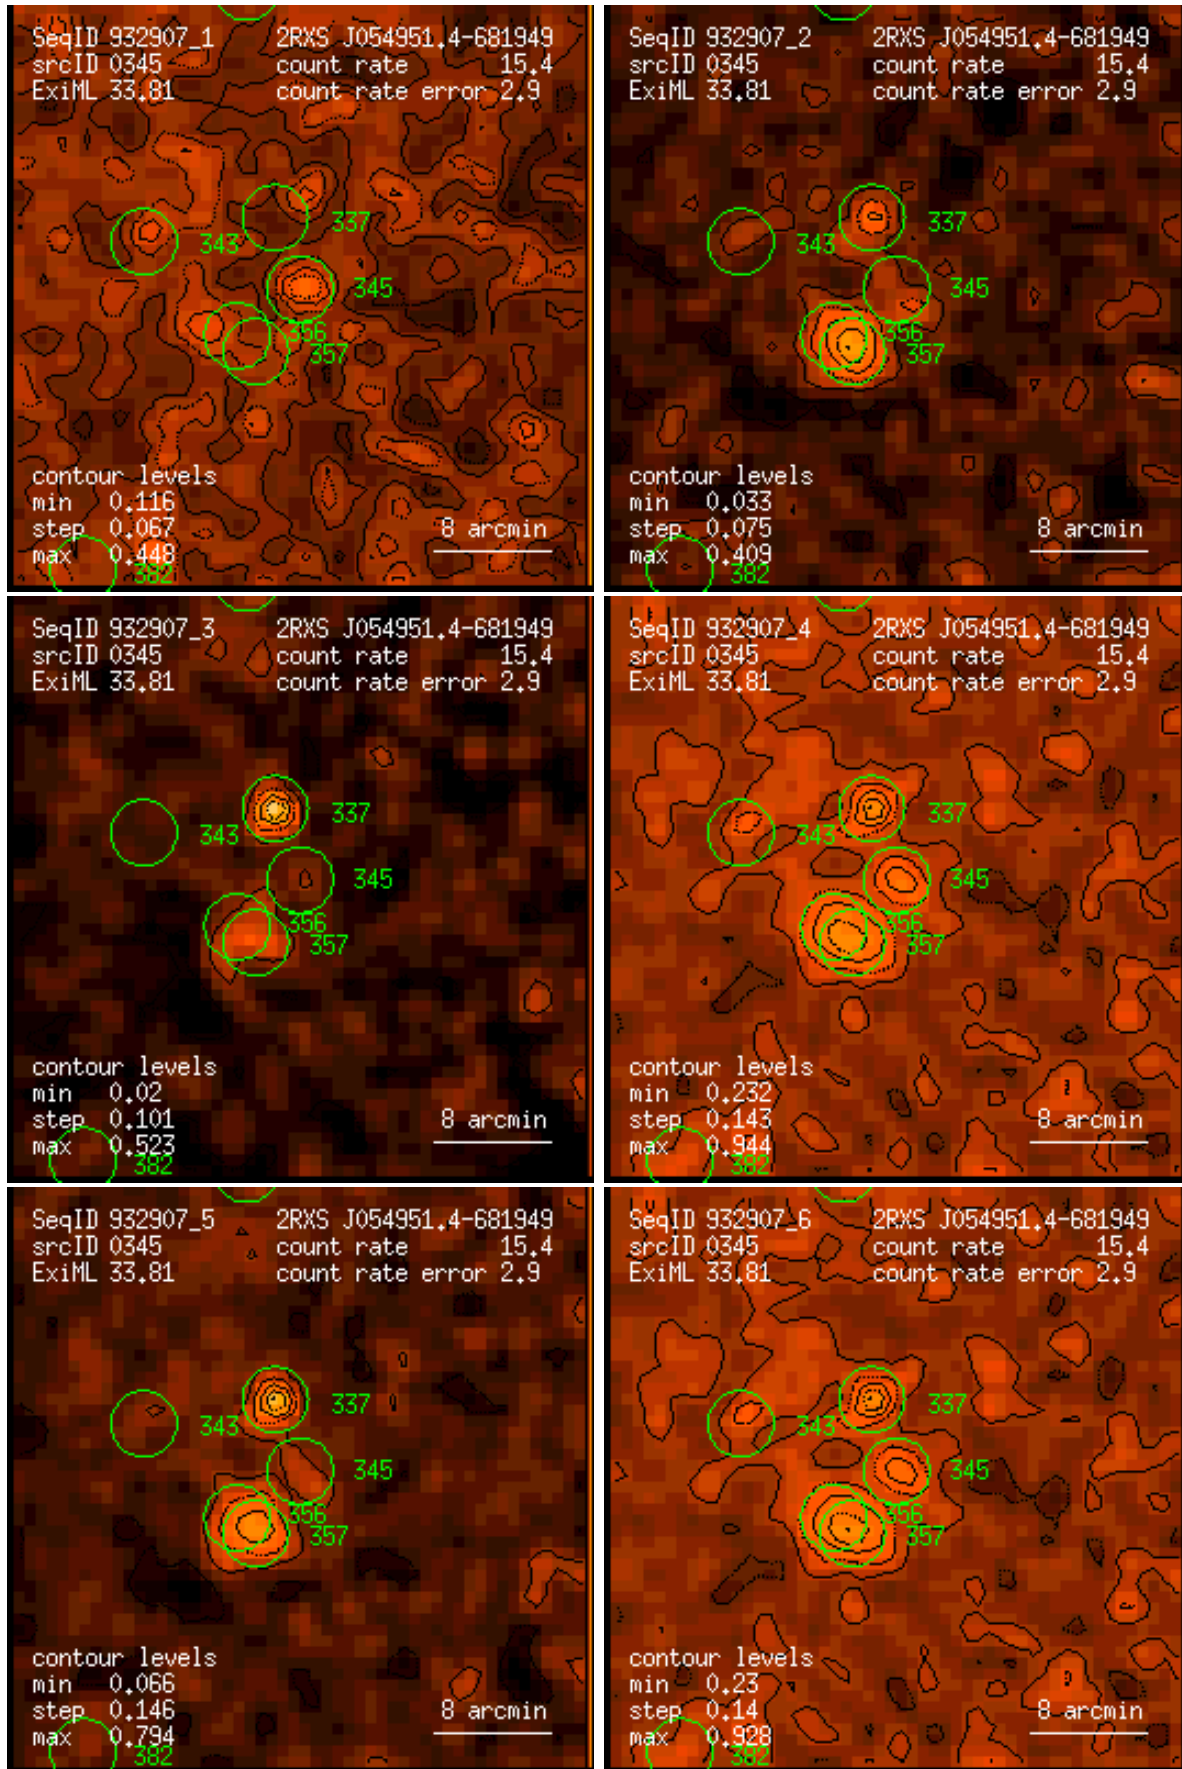 SeqID 932907_1 2RXS J054951.4-681949
srcID 0345 count rate 15.4
ExiML 33.81 count rate error 2.9
337
343
345
356
357
contour levels
min 0.116
step 0.067
8 arcmin
max 0.448
382
SeqID 932907_2 2RXS J054951.4-681949
srcID 0345 count rate 15.4
ExiML 33.81 count rate error 2.9
337
343
345
356
357
contour levels
min 0.033
step 0.075
8 arcmin
max 0.409
382
SeqID 932907_3 2RXS J054951.4-681949
srcID 0345 count rate 15.4
ExiML 33.81 count rate error 2.9
337
343
345
356
357
contour levels
min 0.02
step 0.101
8 arcmin
max 0.523
382
SeqID 932907_4 2RXS J054951.4-681949
srcID 0345 count rate 15.4
ExiML 33.81 count rate error 2.9
337
343
345
356
357
contour levels
min 0.232
step 0.143
8 arcmin
max 0.944
382
SeqID 932907_5 2RXS J054951.4-681949
srcID 0345 count rate 15.4
ExiML 33.81 count rate error 2.9
337
343
345
356
357
contour levels
min 0.066
step 0.146
8 arcmin
max 0.794
382
SeqID 932907_6 2RXS J054951.4-681949
srcID 0345 count rate 15.4
ExiML 33.81 count rate error 2.9
337
343
345
356
357
contour levels
min 0.23
step 0.14
8 arcmin
max 0.928
382